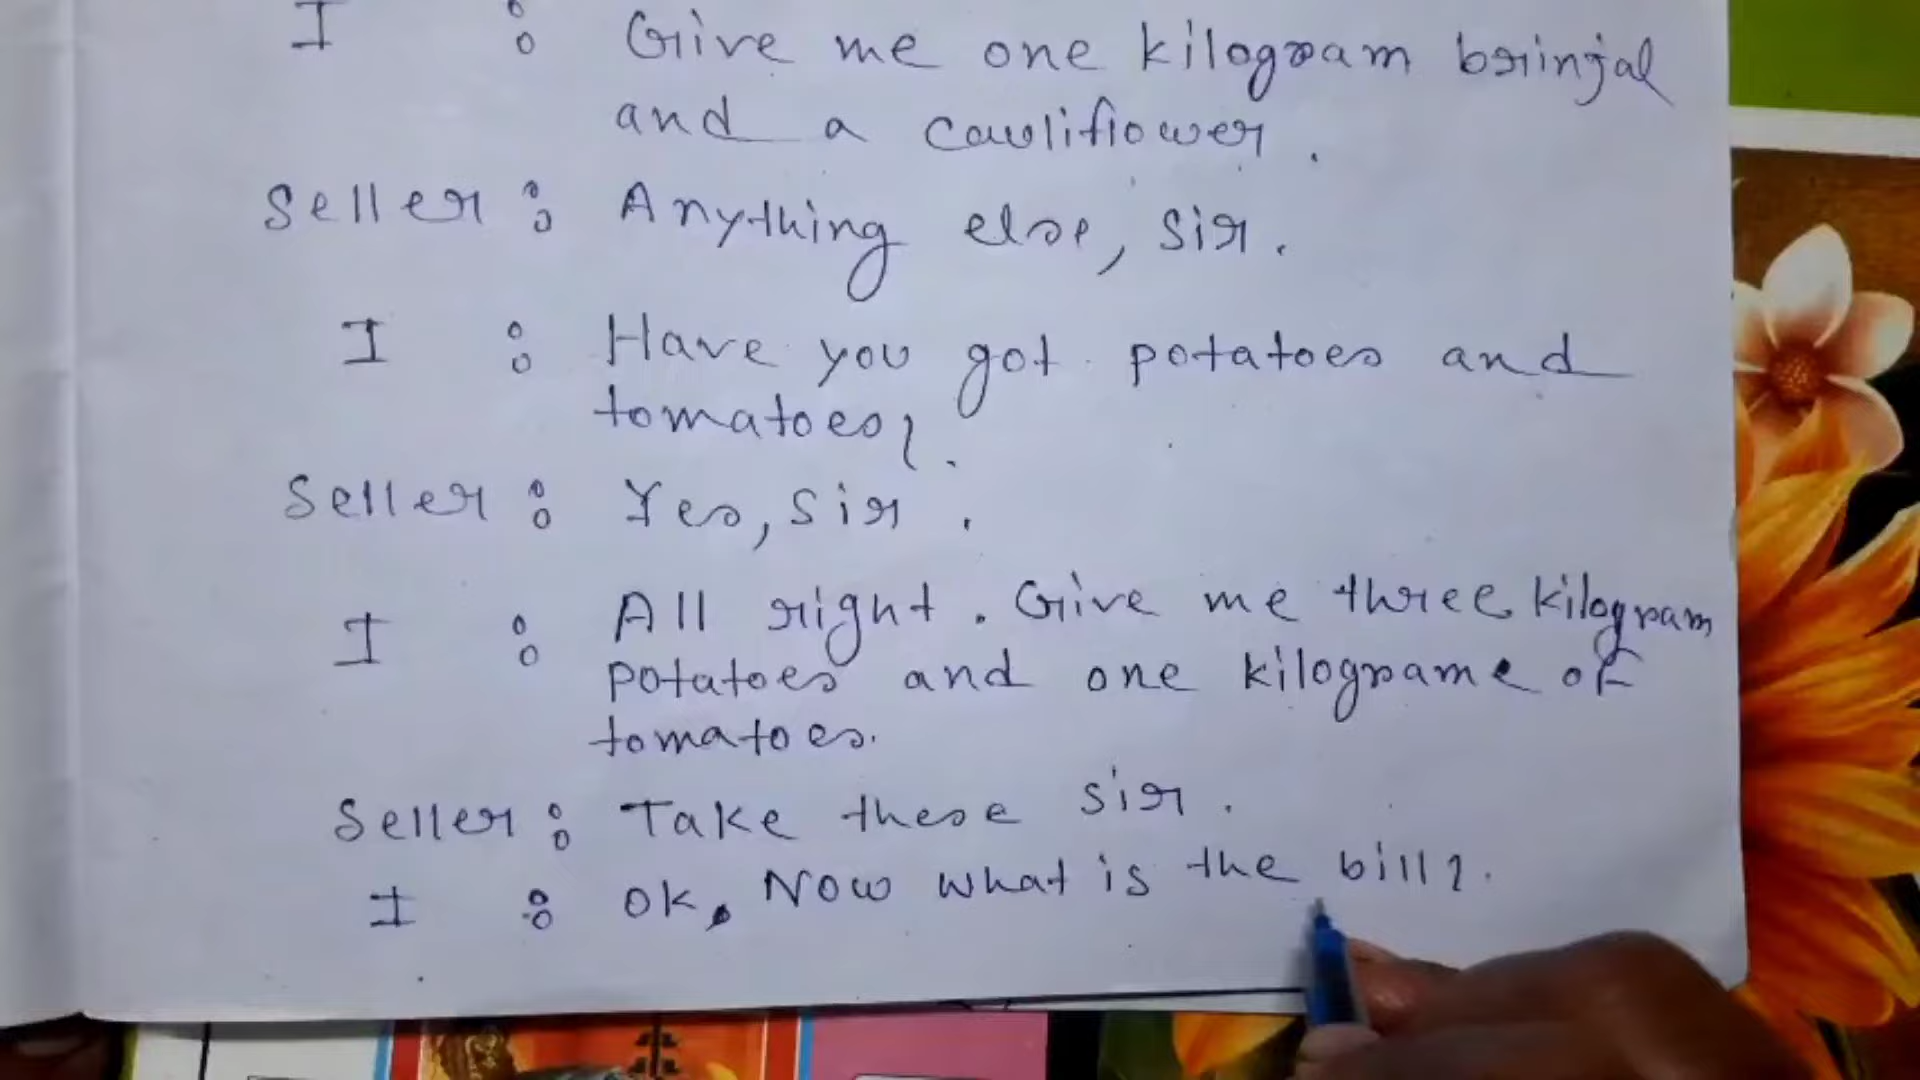 I : Give me one kilogram brinjal
and a cauliflower.
Seller : Anything else, sir.
I : Have you got potatoes and
tomatoes?
Seller : Yes, sir.
I : All right. Give me three kilogram
potatoes and one kilograme of
tomatoes.
Seller : Take these sir.
I : Ok, Now what is the bill?